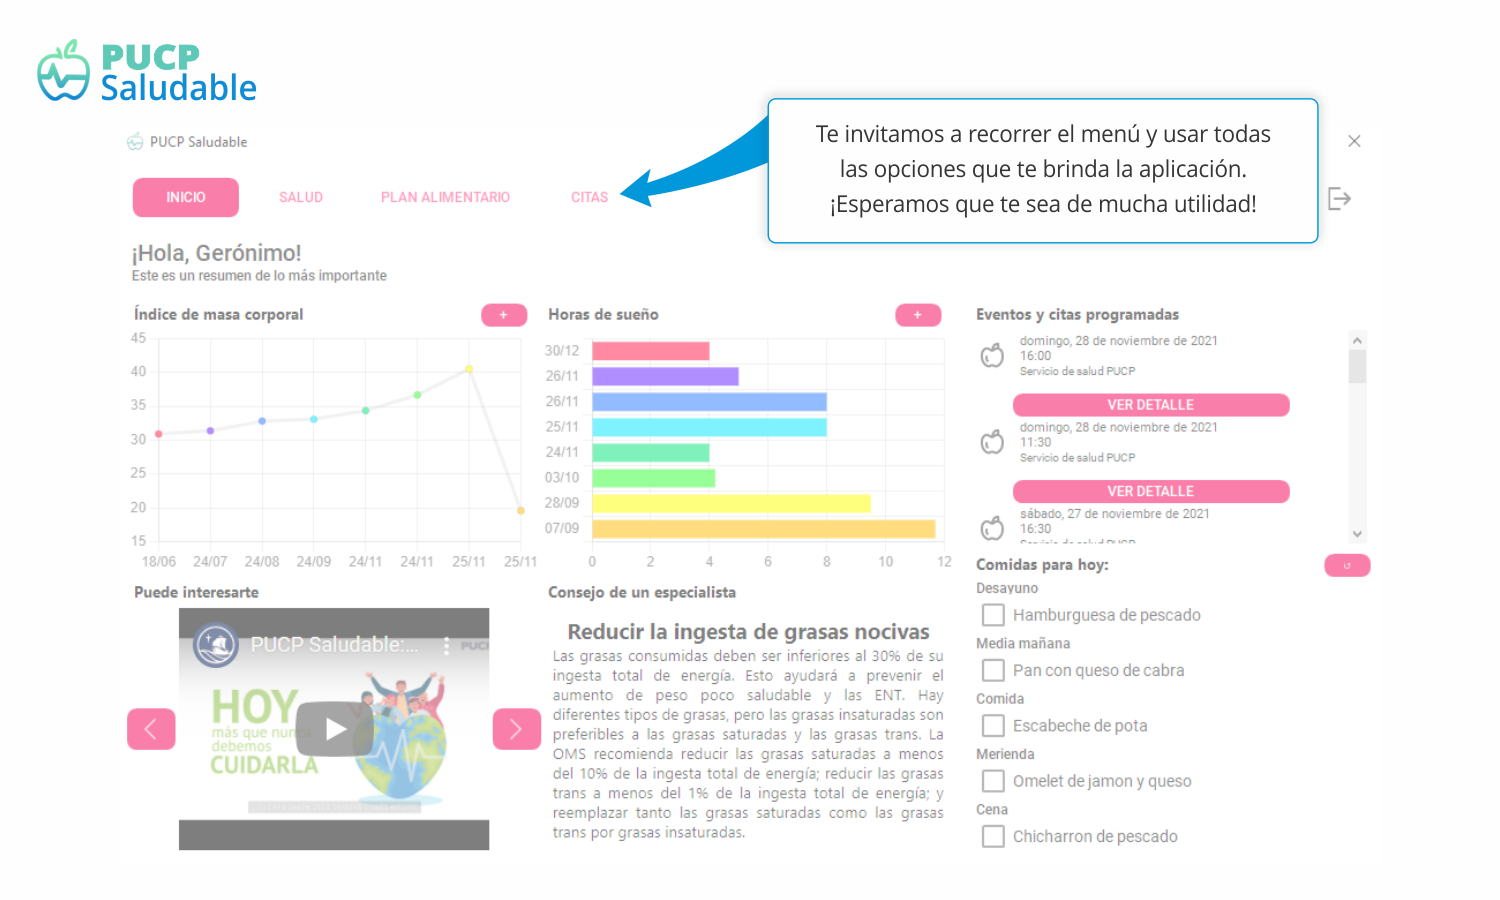 PUCP
Saludable
Te invitamos a recorrer el menú y usar todas
las opciones que te brinda la aplicación.
¡Esperamos que te sea de mucha utilidad!
PUCP Saludable
INICIO
SALUD
PLAN ALIMENTARIO
CITAS
¡Hola, Gerónimo!
Este es un resumen de lo más importante
Índice de masa corporal
+
45
40
35
30
25
20
15
18/06 24/07 24/08 24/09 24/11 24/11 25/11 25/11
Horas de sueño
+
30/12
26/11
26/11
25/11
24/11
03/10
28/09
07/09
0 2 4 6 8 10 12
Eventos y citas programadas
domingo, 28 de noviembre de 2021
16:00
Servicio de salud PUCP
VER DETALLE
domingo, 28 de noviembre de 2021
11:30
Servicio de salud PUCP
VER DETALLE
sábado, 27 de noviembre de 2021
16:30
Servicio de salud PUCP
Puede interesarte
PUCP Saludable:...
PUCP
HOY
más que nunca
debemos
CUIDARLA
Consejo de un especialista
Reducir la ingesta de grasas nocivas
Las grasas consumidas deben ser inferiores al 30% de su
ingesta total de energía. Esto ayudará a prevenir el
aumento de peso poco saludable y las ENT. Hay
diferentes tipos de grasas, pero las grasas insaturadas son
preferibles a las grasas saturadas y las grasas trans. La
OMS recomienda reducir las grasas saturadas a menos
del 10% de la ingesta total de energía; reducir las grasas
trans a menos del 1% de la ingesta total de energía; y
reemplazar tanto las grasas saturadas como las grasas
trans por grasas insaturadas.
Comidas para hoy:
Desayuno
Hamburguesa de pescado
Media mañana
Pan con queso de cabra
Comida
Escabeche de pota
Merienda
Omelet de jamon y queso
Cena
Chicharron de pescado